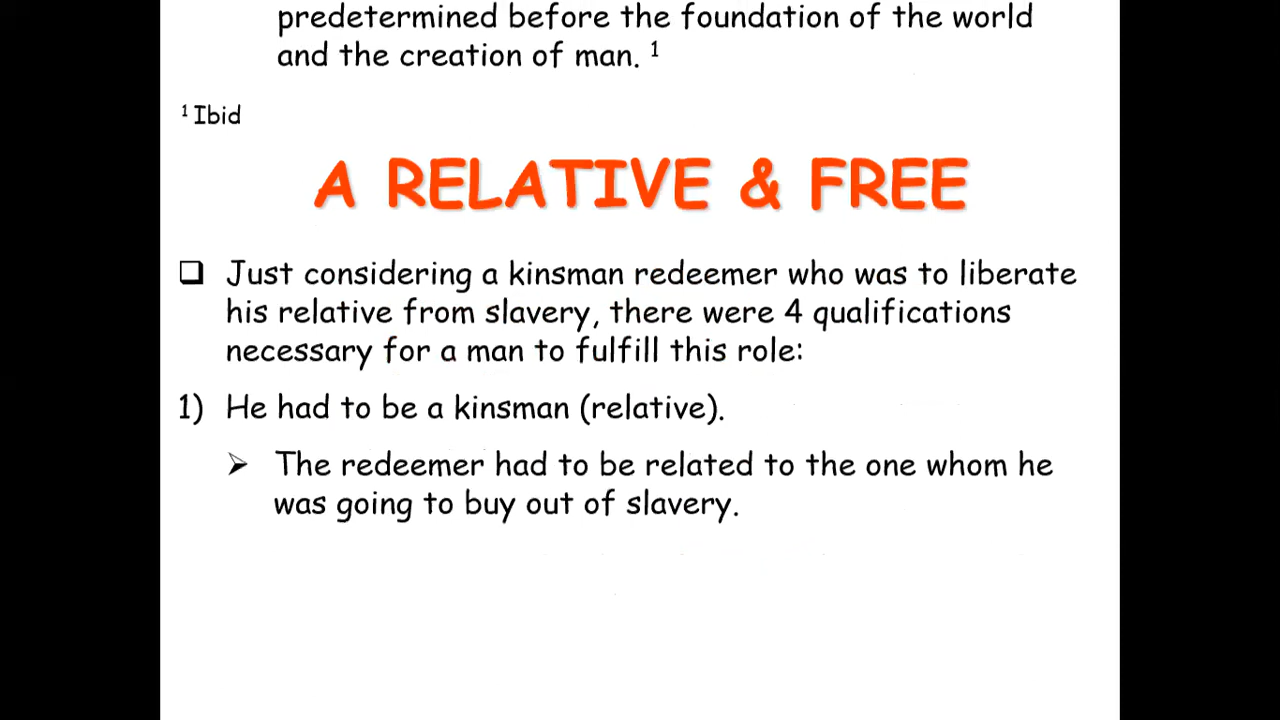 predetermined before the foundation of the world
and the creation of man. ¹
¹ Ibid
A RELATIVE & FREE
❑ Just considering a kinsman redeemer who was to liberate
his relative from slavery, there were 4 qualifications
necessary for a man to fulfill this role:
1) He had to be a kinsman (relative).
➢ The redeemer had to be related to the one whom he
was going to buy out of slavery.